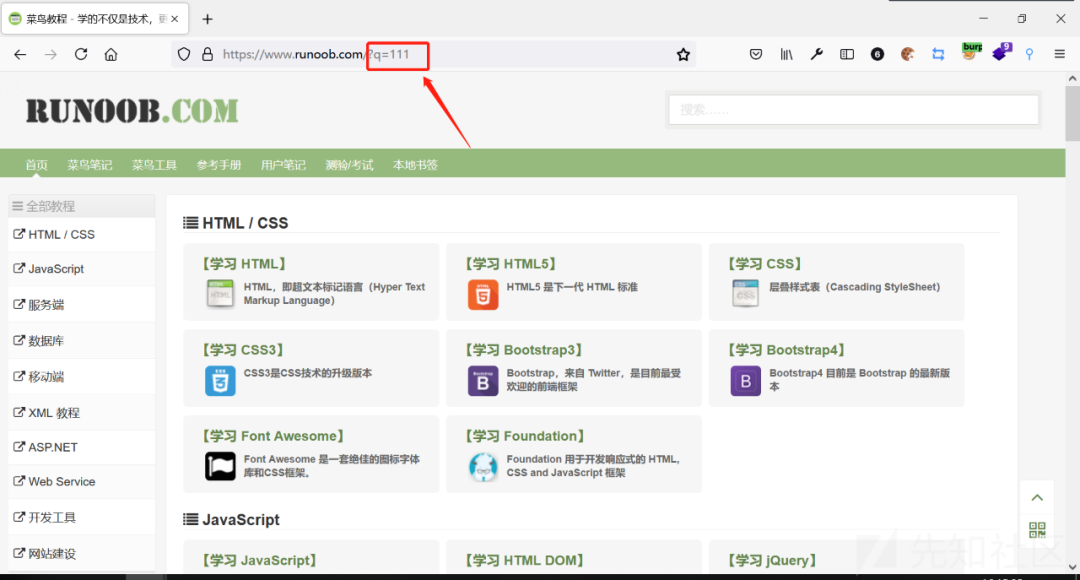 菜鸟教程 - 学的不仅是技术，更
https://www.runoob.com/?q=111
6
burp
9
RUNOOB.COM
搜索……
首页 菜鸟笔记 菜鸟工具 参考手册 用户笔记 测验/考试 本地书签
全部教程
HTML / CSS
JavaScript
服务端
数据库
移动端
XML 教程
ASP.NET
Web Service
开发工具
网站建设
HTML / CSS
【学习 HTML】
HTML
HTML，即超文本标记语言（Hyper Text
Markup Language）
【学习 HTML5】
HTML
5
HTML5 是下一代 HTML 标准
【学习 CSS】
CSS
层叠样式表（Cascading StyleSheet）
【学习 CSS3】
CSS3是CSS技术的升级版本
【学习 Bootstrap3】
Bootstrap
B
Bootstrap，来自 Twitter，是目前最受
欢迎的前端框架
【学习 Bootstrap4】
B
Bootstrap4 目前是 Bootstrap 的最新版
本
【学习 Font Awesome】
Font Awesome 是一套绝佳的图标字体
库和CSS框架。
【学习 Foundation】
Foundation 用于开发响应式的 HTML,
CSS and JavaScript 框架
JavaScript
【学习 JavaScript】
【学习 HTML DOM】
【学习 jQuery】
先知社区